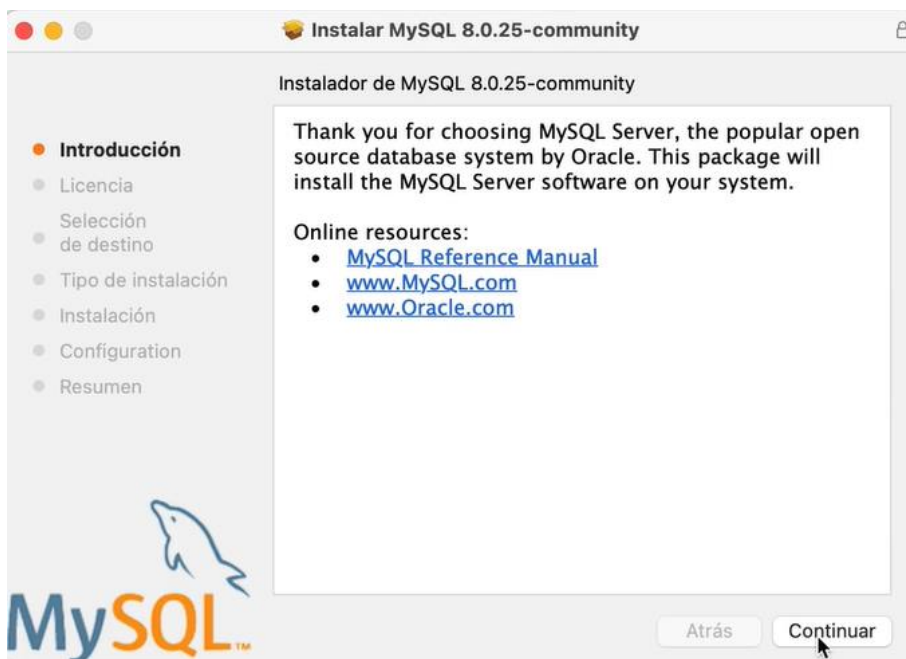 Instalar MySQL 8.0.25-community
Instalador de MySQL 8.0.25-community
Introducción
Licencia
Selección
de destino
Tipo de instalación
Instalación
Configuration
Resumen
Thank you for choosing MySQL Server, the popular open
source database system by Oracle. This package will
install the MySQL Server software on your system.
Online resources:
• MySQL Reference Manual
• www.MySQL.com
• www.Oracle.com
MySQL™
Atrás
Continuar